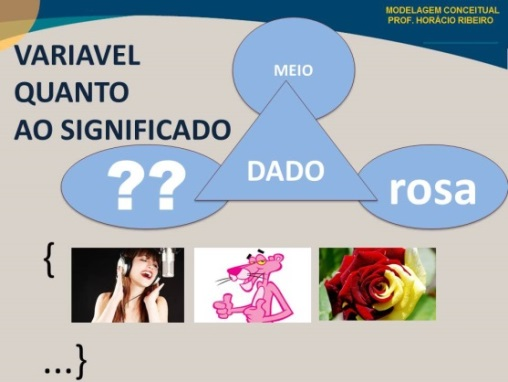 MODELAGEM CONCEITUAL
PROF. HORÁCIO RIBEIRO
VARIAVEL
QUANTO
AO SIGNIFICADO
MEIO
??
DADO
rosa
{
...}